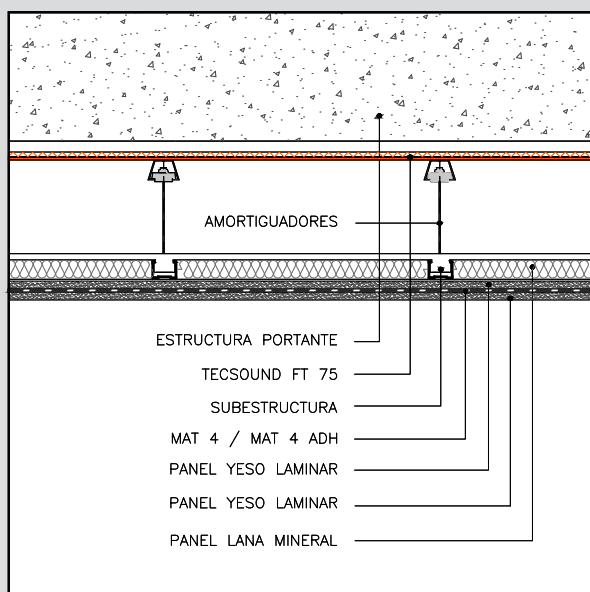 AMORTIGUADORES
ESTRUCTURA PORTANTE
TECSOUND FT 75
SUBESTRUCTURA
MAT 4 / MAT 4 ADH
PANEL YESO LAMINAR
PANEL YESO LAMINAR
PANEL LANA MINERAL